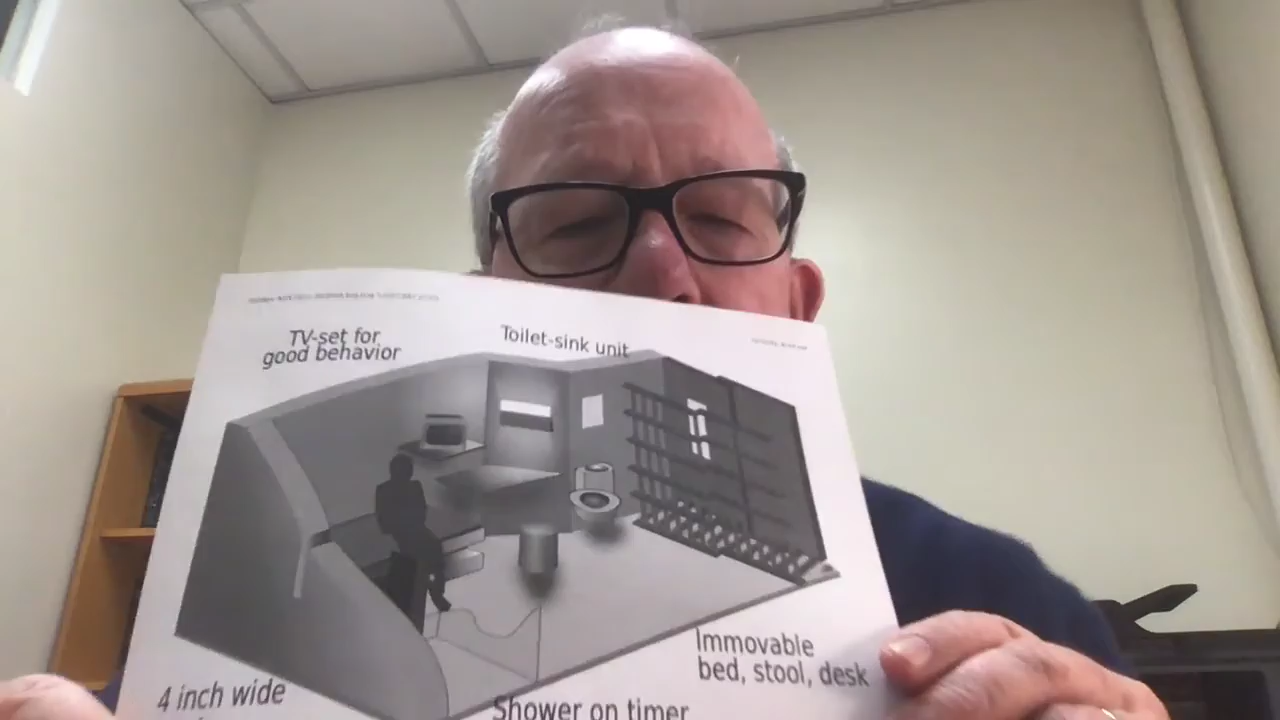 TV-set for
good behavior
Toilet-sink unit
Immovable
bed, stool, desk
4 inch wide
Shower on timer